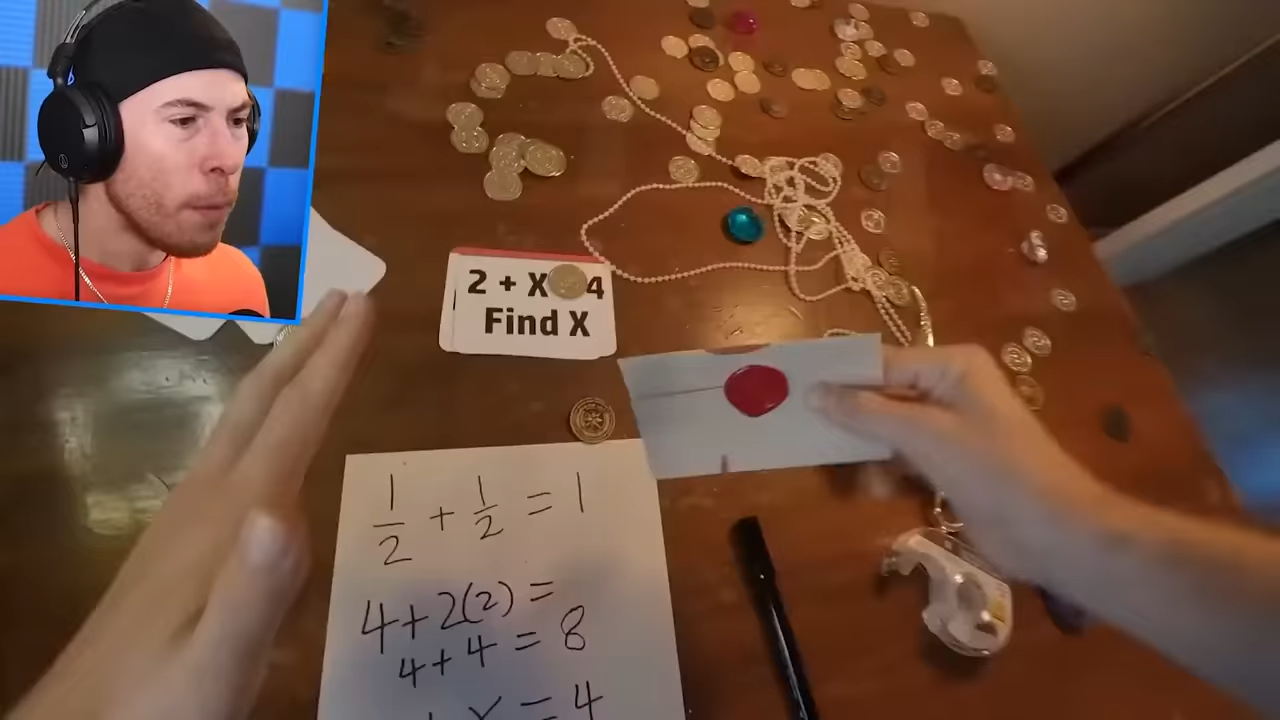 2 + X 4
Find X
1/2 + 1/2 = 1
4+2(2) =
4+4 = 8
X = 4